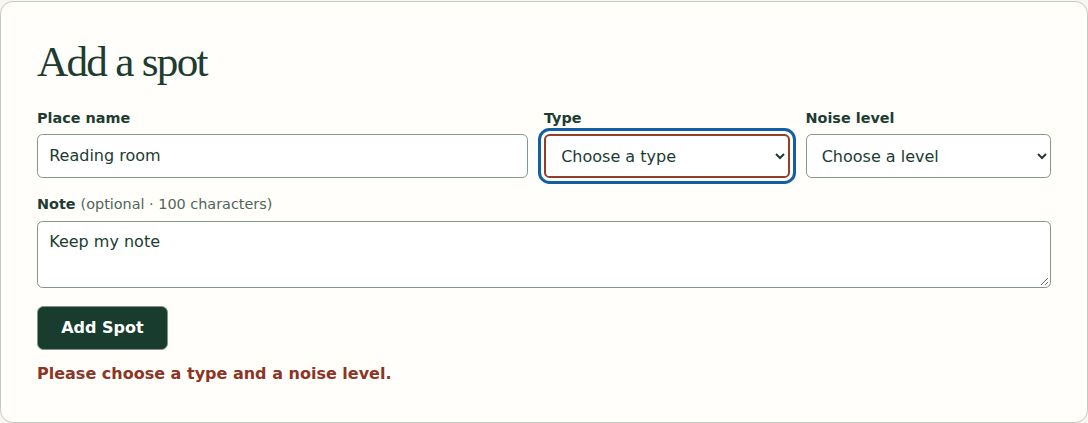 Add a spot
Place name Type Noise level
Reading room Choose a type Choose a level
Note (optional · 100 characters)
Keep my note
Add Spot
Please choose a type and a noise level.